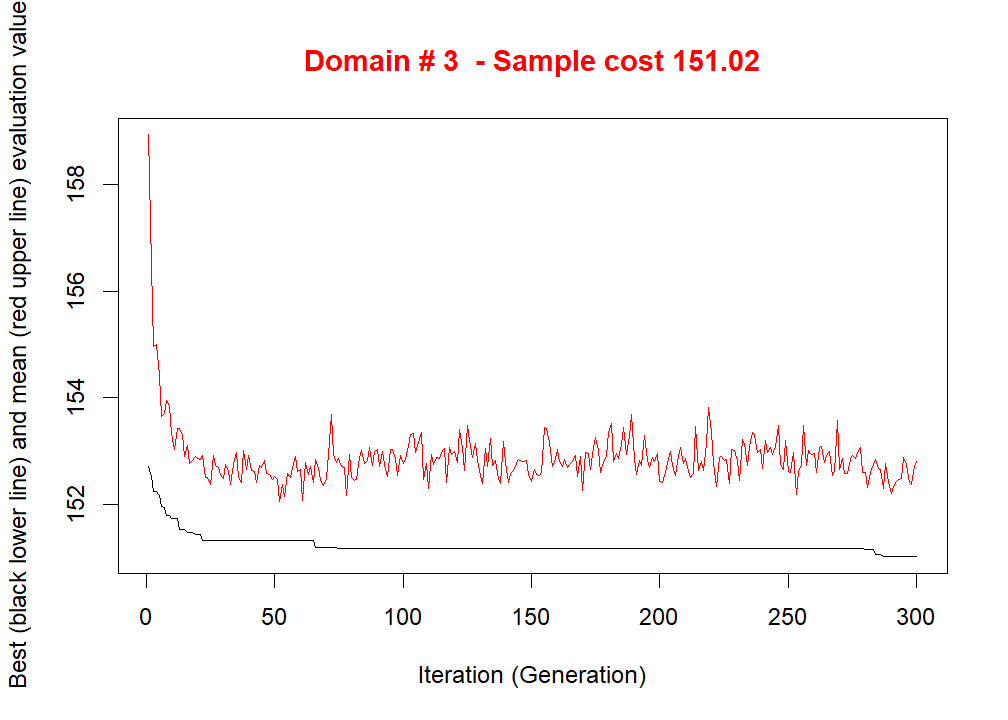 Domain # 3  - Sample cost 151.02
Best (black lower line) and mean (red upper line) evaluation value
158
156
154
152
0 50 100 150 200 250 300
Iteration (Generation)